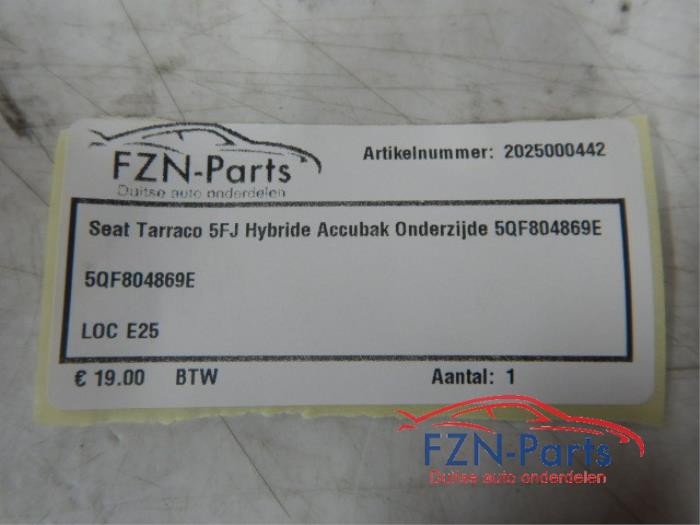 FZN-Parts
Duitse auto onderdelen
Artikelnummer: 2025000442
Seat Tarraco 5FJ Hybride Accubak Onderzijde 5QF804869E
5QF804869E
LOC E25
€ 19.00 BTW Aantal: 1
FZN-Parts
Duitse auto onderdelen